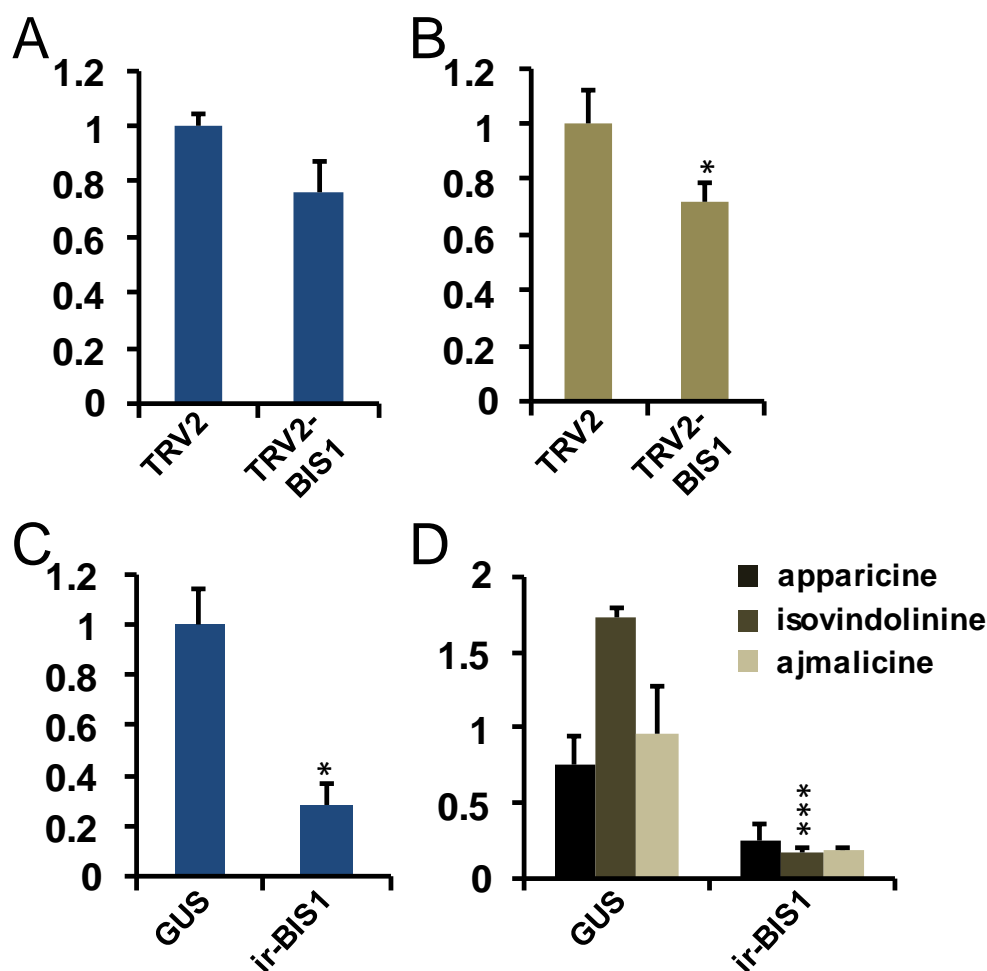 A
1.2
1
0.8
0.6
0.4
0.2
0
TRV2
TRV2-
BIS1
B
1.2
1
0.8
0.6
0.4
0.2
0
*
TRV2
TRV2-
BIS1
C
1.2
1
0.8
0.6
0.4
0.2
0
*
GUS
ir-BIS1
D
2
1.5
1
0.5
0
apparicine
isovindolinine
ajmalicine
***
GUS
ir-BIS1